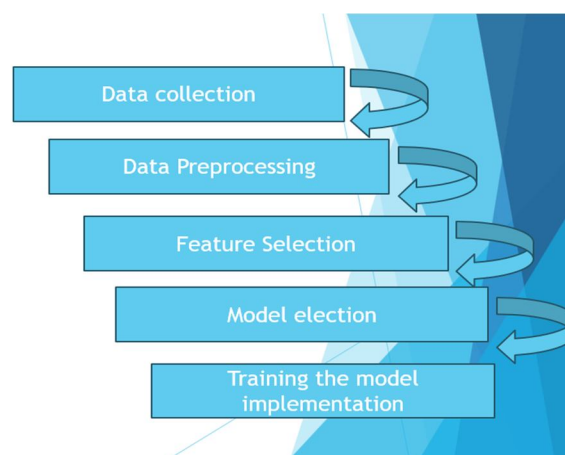 Data collection
Data Preprocessing
Feature Selection
Model election
Training the model
implementation